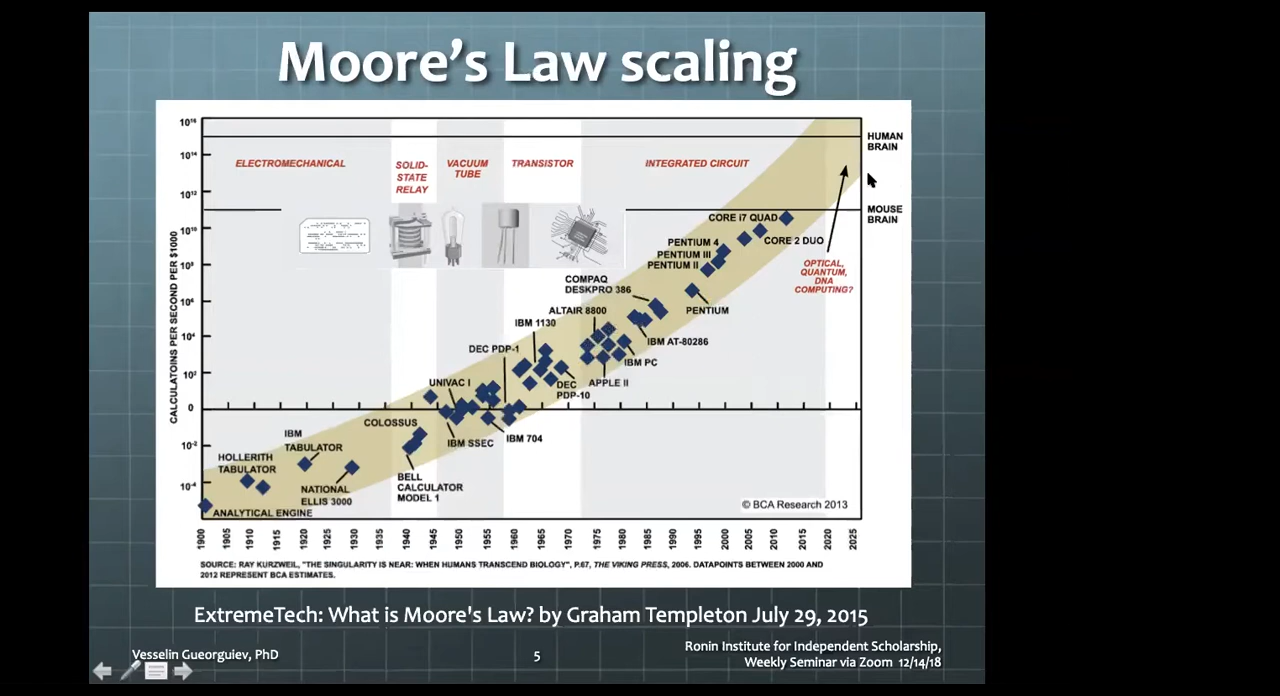 Moore's Law scaling
10¹⁶
10¹⁴
10¹²
10¹⁰
10⁸
10⁶
10⁴
10²
0
10⁻²
10⁻⁴
CALCULATOINS PER SECOND PER $1000
ELECTROMECHANICAL
SOLID-
STATE
RELAY
VACUUM
TUBE
TRANSISTOR
INTEGRATED CIRCUIT
HUMAN
BRAIN
MOUSE
BRAIN
CORE i7 QUAD
CORE 2 DUO
PENTIUM 4
PENTIUM III
PENTIUM II
OPTICAL,
QUANTUM,
DNA
COMPUTING?
COMPAQ
DESKPRO 386
PENTIUM
ALTAIR 8800
IBM 1130
IBM AT-80286
DEC PDP-1
IBM PC
UNIVAC I
DEC
PDP-10
APPLE II
COLOSSUS
IBM SSEC
IBM 704
IBM
TABULATOR
HOLLERITH
TABULATOR
NATIONAL
ELLIS 3000
BELL
CALCULATOR
MODEL 1
ANALYTICAL ENGINE
© BCA Research 2013
1900
1905
1910
1915
1920
1925
1930
1935
1940
1945
1950
1955
1960
1965
1970
1975
1980
1985
1990
1995
2000
2005
2010
2015
2020
2025
SOURCE: RAY KURZWEIL, "THE SINGULARITY IS NEAR: WHEN HUMANS TRANSCEND BIOLOGY", P.67, THE VIKING PRESS, 2006. DATAPOINTS BETWEEN 2000 AND
2012 REPRESENT BCA ESTIMATES.
ExtremeTech: What is Moore's Law? by Graham Templeton July 29, 2015
Vesselin Gueorguiev, PhD
5
Ronin Institute for Independent Scholarship,
Weekly Seminar via Zoom 12/14/18